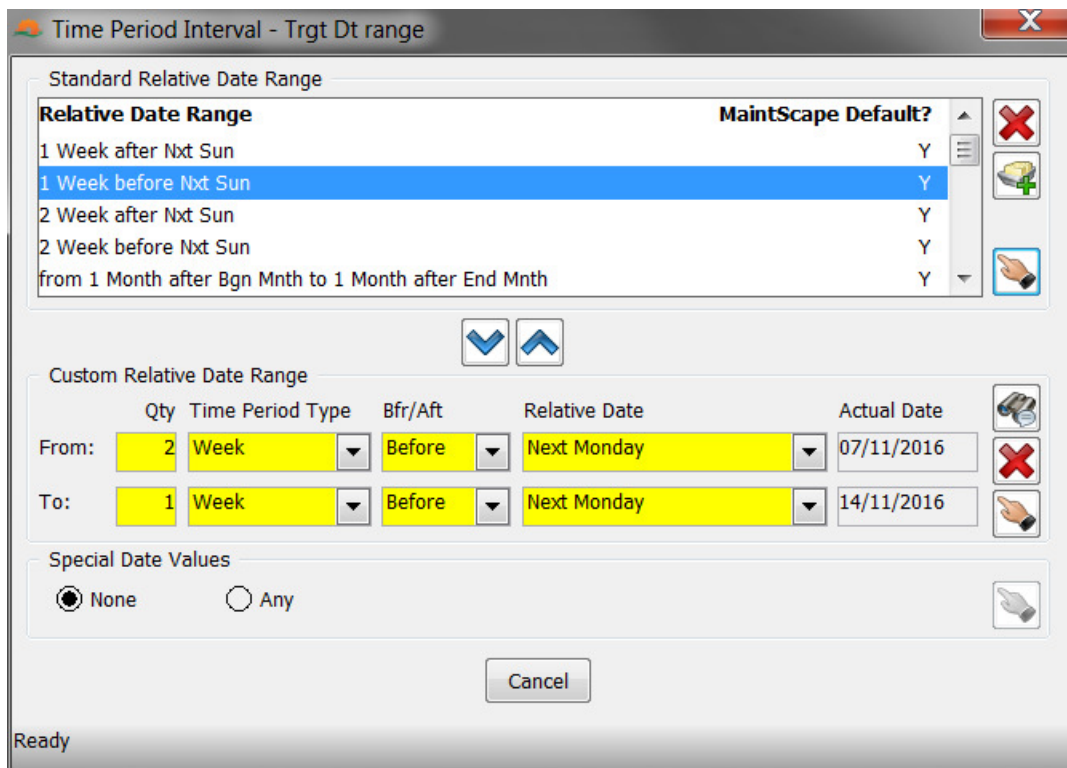 Time Period Interval - Trgt Dt range
X
Standard Relative Date Range
Relative Date Range MaintScape Default?
1 Week after Nxt Sun Y
1 Week before Nxt Sun Y
2 Week after Nxt Sun Y
2 Week before Nxt Sun Y
from 1 Month after Bgn Mnth to 1 Month after End Mnth Y
Custom Relative Date Range
Qty Time Period Type Bfr/Aft Relative Date Actual Date
From: 2 Week Before Next Monday 07/11/2016
To: 1 Week Before Next Monday 14/11/2016
Special Date Values
None Any
Cancel
Ready